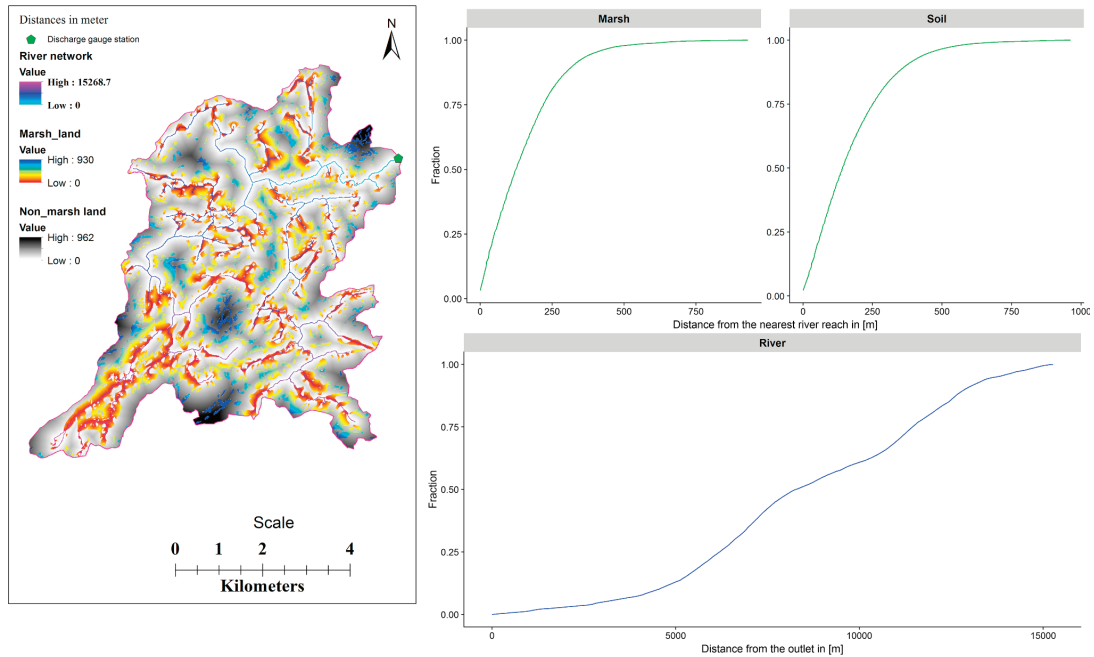 Distances in meter
N
Discharge gauge station
River network
Value
High : 15268.7
Low : 0
Marsh_land
Value
High : 930
Low : 0
Non_marsh land
Value
High : 962
Low : 0
Scale
0 1 2 4
Kilometers
Marsh
Soil
Fraction
1.00
0.75
0.50
0.25
0.00
0 250 500 750
1.00
0.75
0.50
0.25
0.00
0 250 500 750 1000
Distance from the nearest river reach in [m]
River
Fraction
1.00
0.75
0.50
0.25
0.00
0 5000 10000 15000
Distance from the outlet in [m]